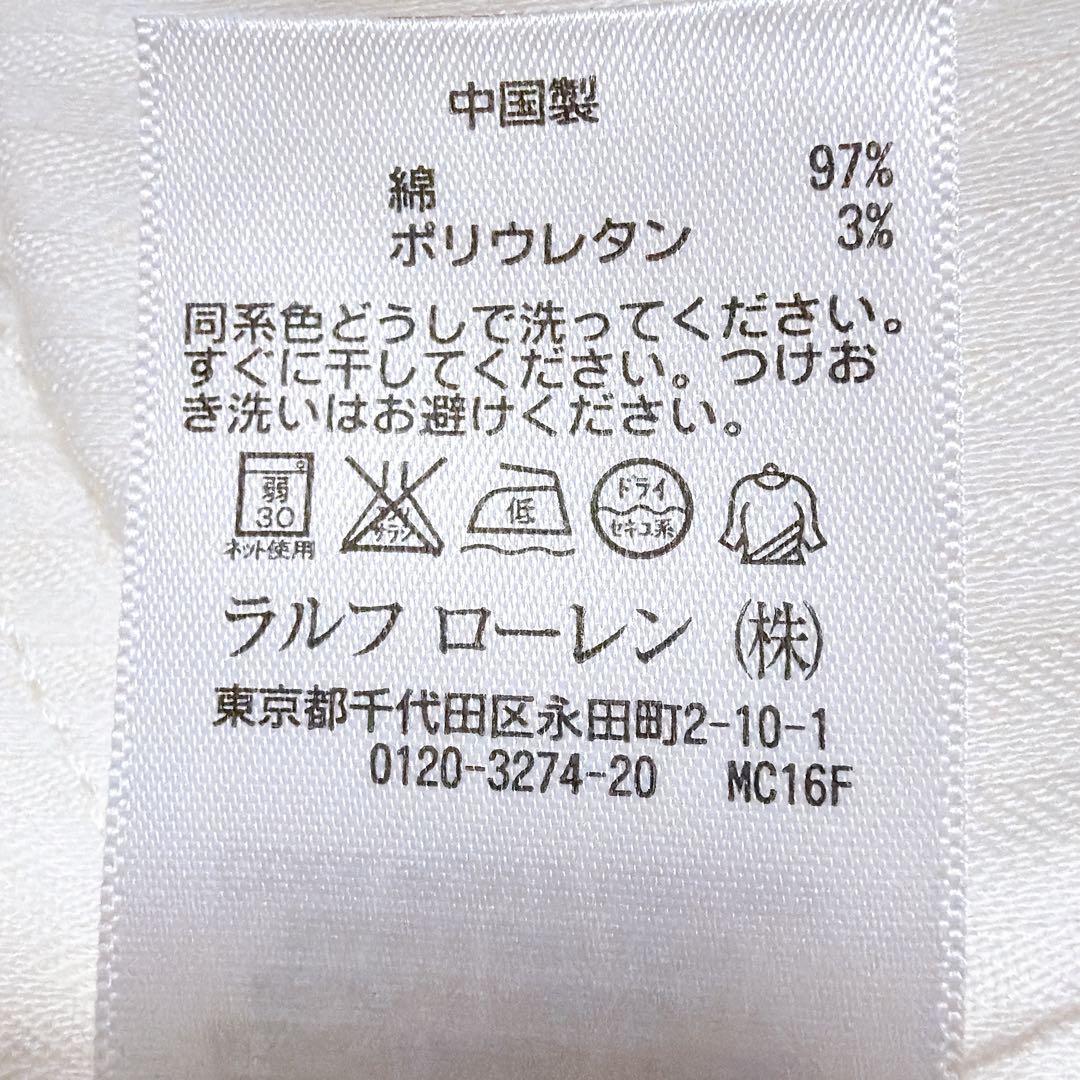 中国製
綿 97%
ポリウレタン 3%
同系色どうしで洗ってください。
すぐに干してください。つけお
き洗いはお避けください。
弱
30
ネット使用
サラシ
低
ドライ
セキユ系
ラルフ ローレン ㈱
東京都千代田区永田町2-10-1
0120-3274-20 MC16F